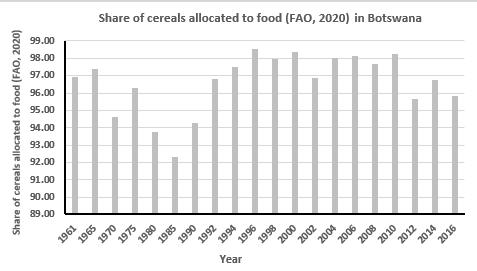 Share of cereals allocated to food (FAO, 2020) in Botswana
Share of cereals allocated to food (FAO, 2020)
99.00
98.00
97.00
96.00
95.00
94.00
93.00
92.00
91.00
90.00
89.00
1961 1965 1970 1975 1980 1985 1990 1992 1994 1996 1998 2000 2002 2004 2006 2008 2010 2012 2014 2016
Year